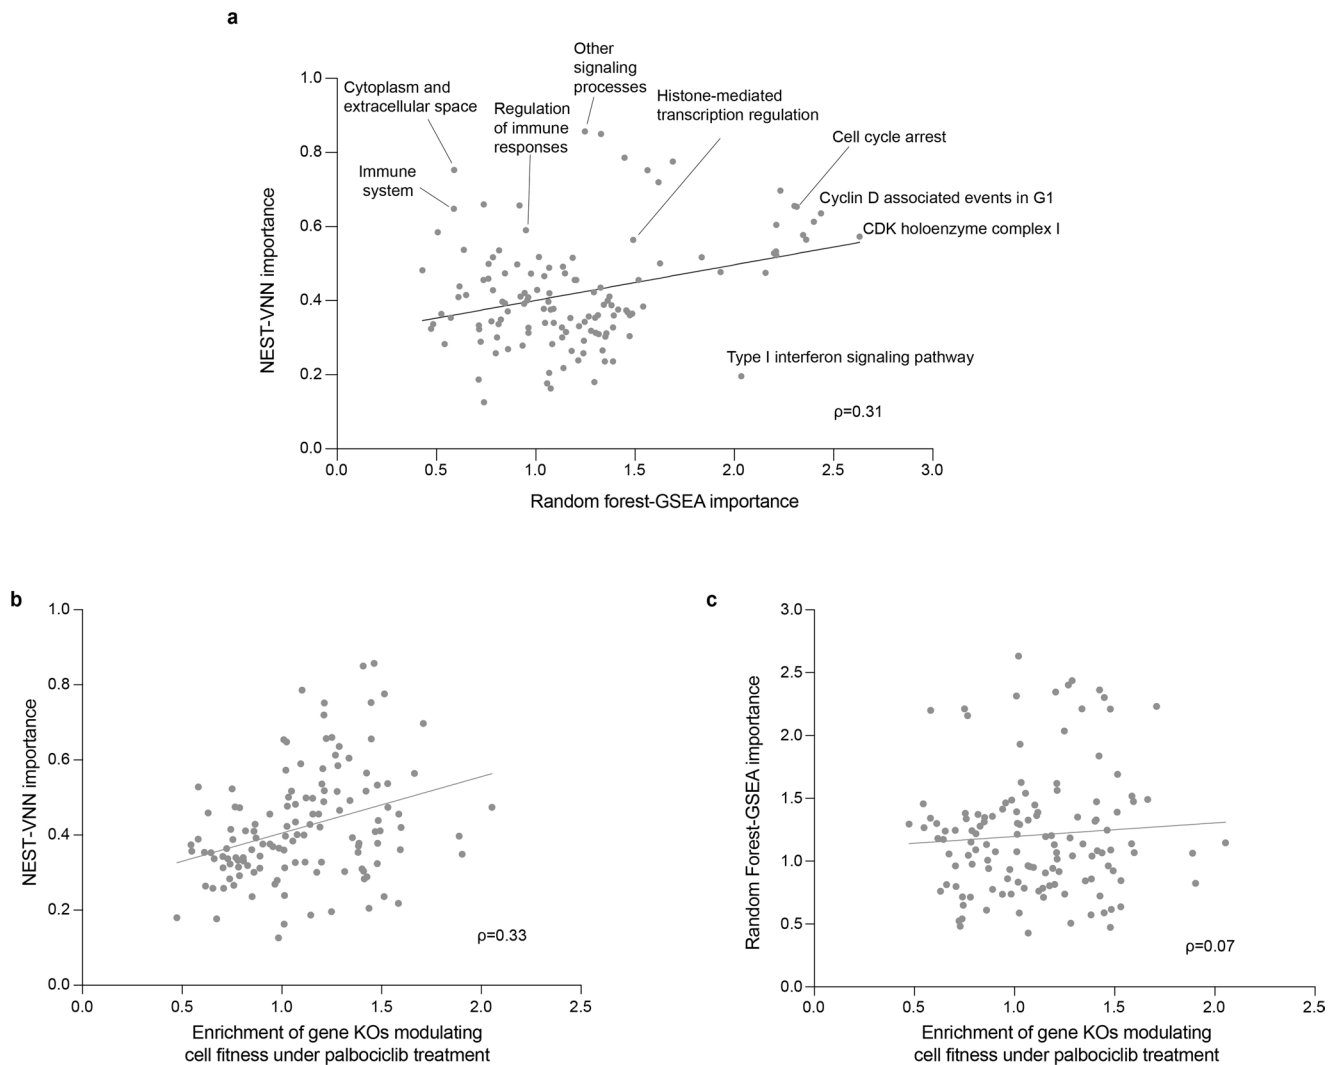 a
Other
signaling
processes
Cytoplasm and
extracellular space
Regulation
of immune
responses
Histone-mediated
transcription regulation
Immune
system
Cell cycle arrest
Cyclin D associated events in G1
CDK holoenzyme complex I
Type I interferon signaling pathway
ρ=0.31
NEST-VNN importance
1.0
0.8
0.6
0.4
0.2
0.0
0.0 0.5 1.0 1.5 2.0 2.5 3.0
Random forest-GSEA importance
b
NEST-VNN importance
1.0
0.8
0.6
0.4
0.2
0.0
ρ=0.33
0.0 0.5 1.0 1.5 2.0 2.5
Enrichment of gene KOs modulating
cell fitness under palbociclib treatment
c
Random Forest-GSEA importance
3.0
2.5
2.0
1.5
1.0
0.5
0.0
ρ=0.07
0.0 0.5 1.0 1.5 2.0 2.5
Enrichment of gene KOs modulating
cell fitness under palbociclib treatment